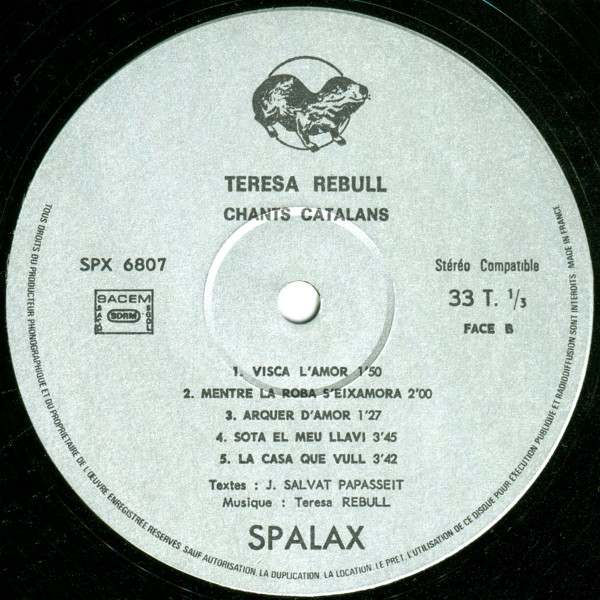 TERESA REBULL
CHANTS CATALANS
SPX 6807
Stéréo Compatible
SACEM
SDRM
33 T. 1/3
FACE B
1. VISCA L'AMOR 1'50
2. MENTRE LA ROBA S'EIXAMORA 2'00
3. ARQUER D'AMOR 1'27
4. SOTA EL MEU LLAVI 3'45
5. LA CASA QUE VULL 3'42
Textes : J. SALVAT PAPASSEIT
Musique : Teresa REBULL
SPALAX
TOUS DROITS DU PRODUCTEUR PHONOGRAPHIQUE ET DU PROPRIETAIRE DE L'ŒUVRE ENREGISTREE RESERVES SAUF AUTORISATION, LA DUPLICATION, LA LOCATION, LE PRET, L'UTILISATION DE CE DISQUE POUR EXECUTION PUBLIQUE ET RADIODIFFUSION SONT INTERDITS MADE IN FRANCE